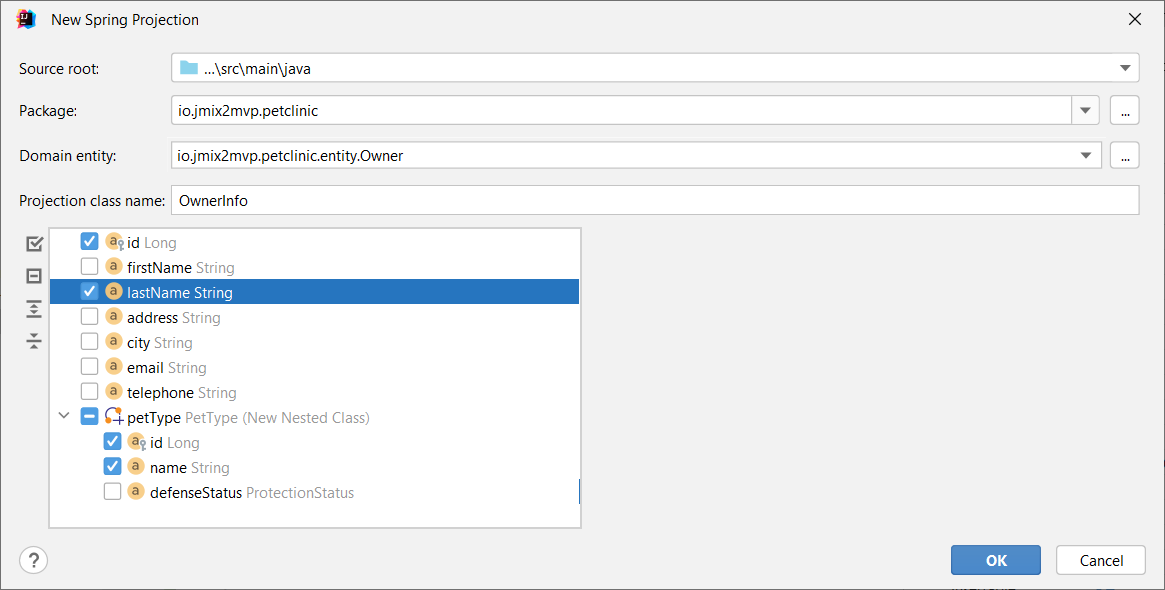 New Spring Projection
Source root: ...\src\main\java
Package: io.jmix2mvp.petclinic ...
Domain entity: io.jmix2mvp.petclinic.entity.Owner ...
Projection class name: OwnerInfo
id Long
firstName String
lastName String
address String
city String
email String
telephone String
petType PetType (New Nested Class)
id Long
name String
defenseStatus ProtectionStatus
? OK Cancel